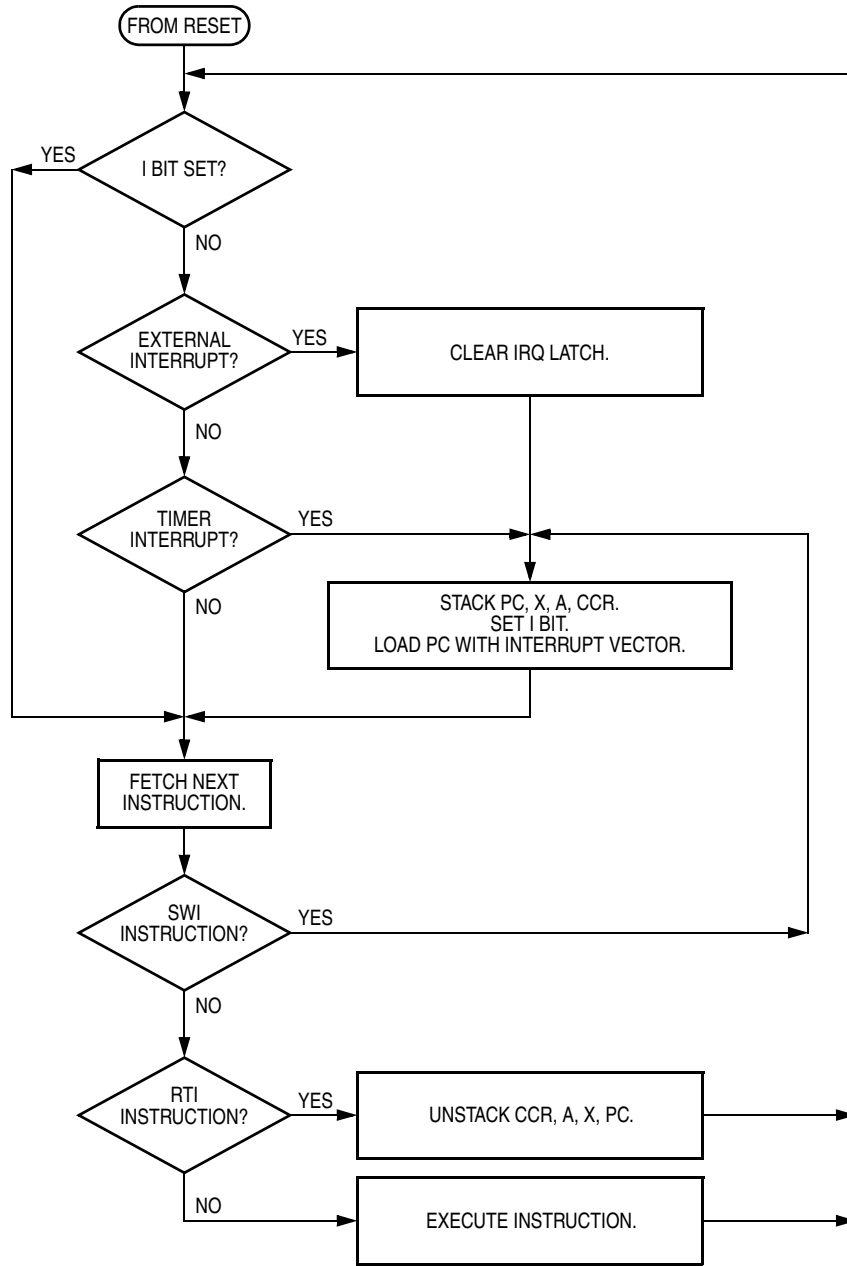 FROM RESET
YES
I BIT SET?
NO
EXTERNAL
INTERRUPT?
YES
CLEAR IRQ LATCH.
NO
TIMER
INTERRUPT?
YES
NO
STACK PC, X, A, CCR.
SET I BIT.
LOAD PC WITH INTERRUPT VECTOR.
FETCH NEXT
INSTRUCTION.
SWI
INSTRUCTION?
YES
NO
RTI
INSTRUCTION?
YES
UNSTACK CCR, A, X, PC.
NO
EXECUTE INSTRUCTION.